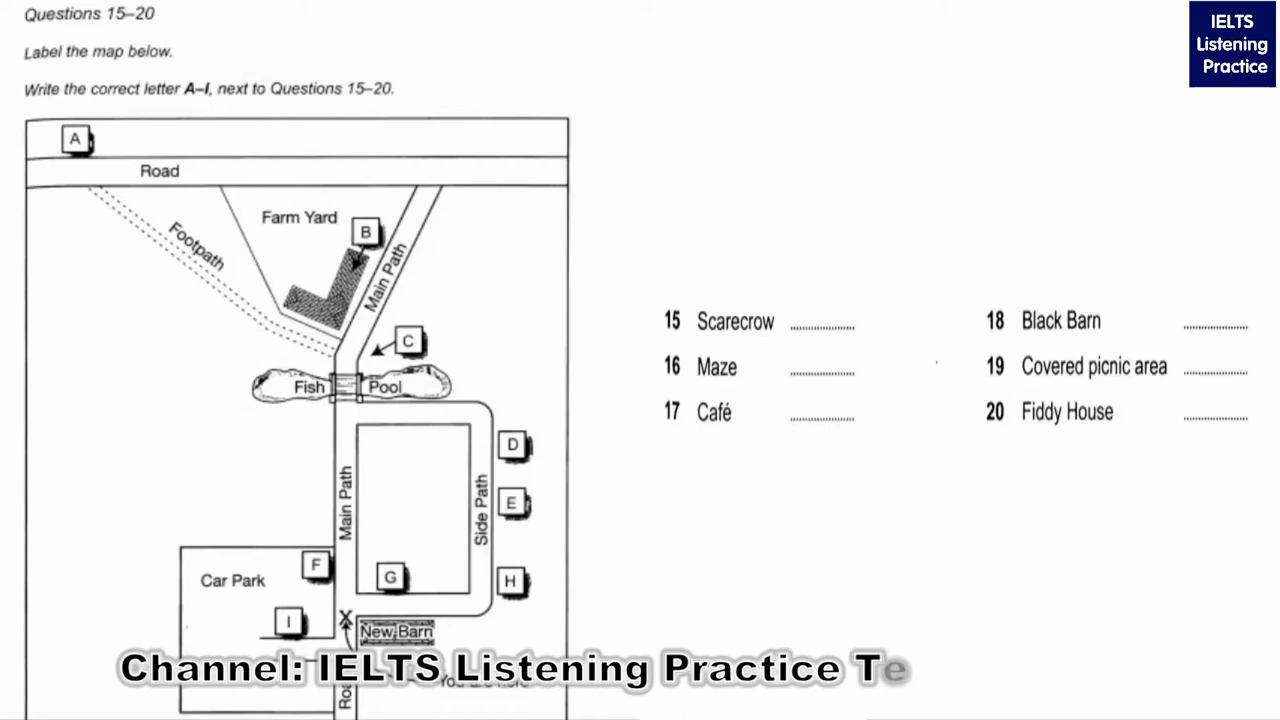 Questions 15–20
IELTS
Listening
Practice
Label the map below.
Write the correct letter A–I, next to Questions 15–20.
A
Road
Farm Yard
B
Footpath
Main Path
C
Fish
Pool
D
E
Main Path
Side Path
F
Car Park
G
H
I
X
New Barn
15 Scarecrow ....................
16 Maze ....................
17 Café ....................
18 Black Barn ....................
19 Covered picnic area ....................
20 Fiddy House ....................
Channel: IELTS Listening Practice Te